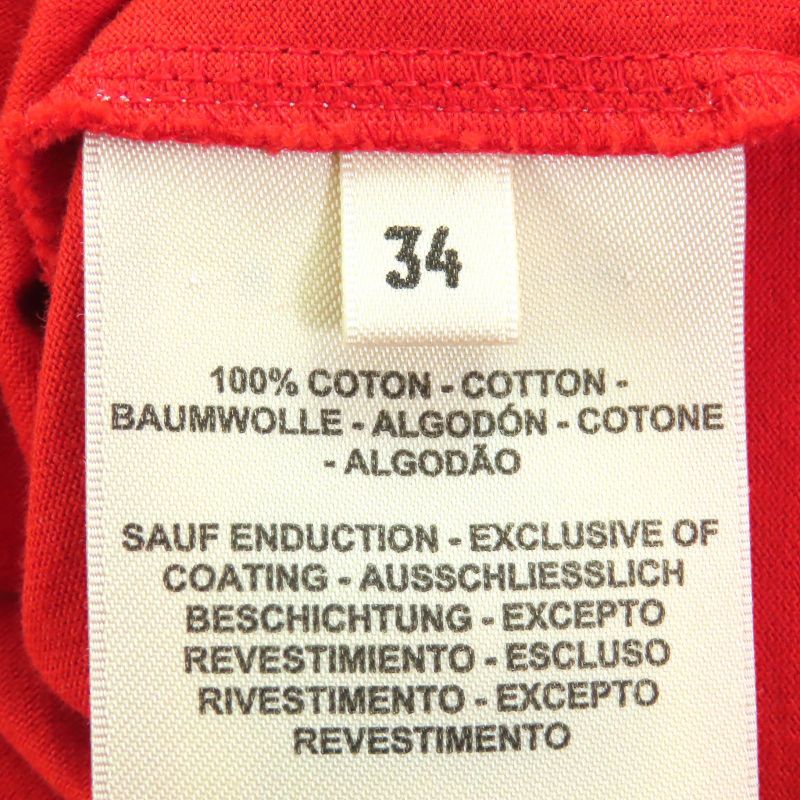 34
100% COTON - COTTON -
BAUMWOLLE - ALGODÓN - COTONE
- ALGODÃO
SAUF ENDUCTION - EXCLUSIVE OF
COATING - AUSSCHLIESSLICH
BESCHICHTUNG - EXCEPTO
REVESTIMIENTO - ESCLUSO
RIVESTIMENTO - EXCEPTO
REVESTIMENTO